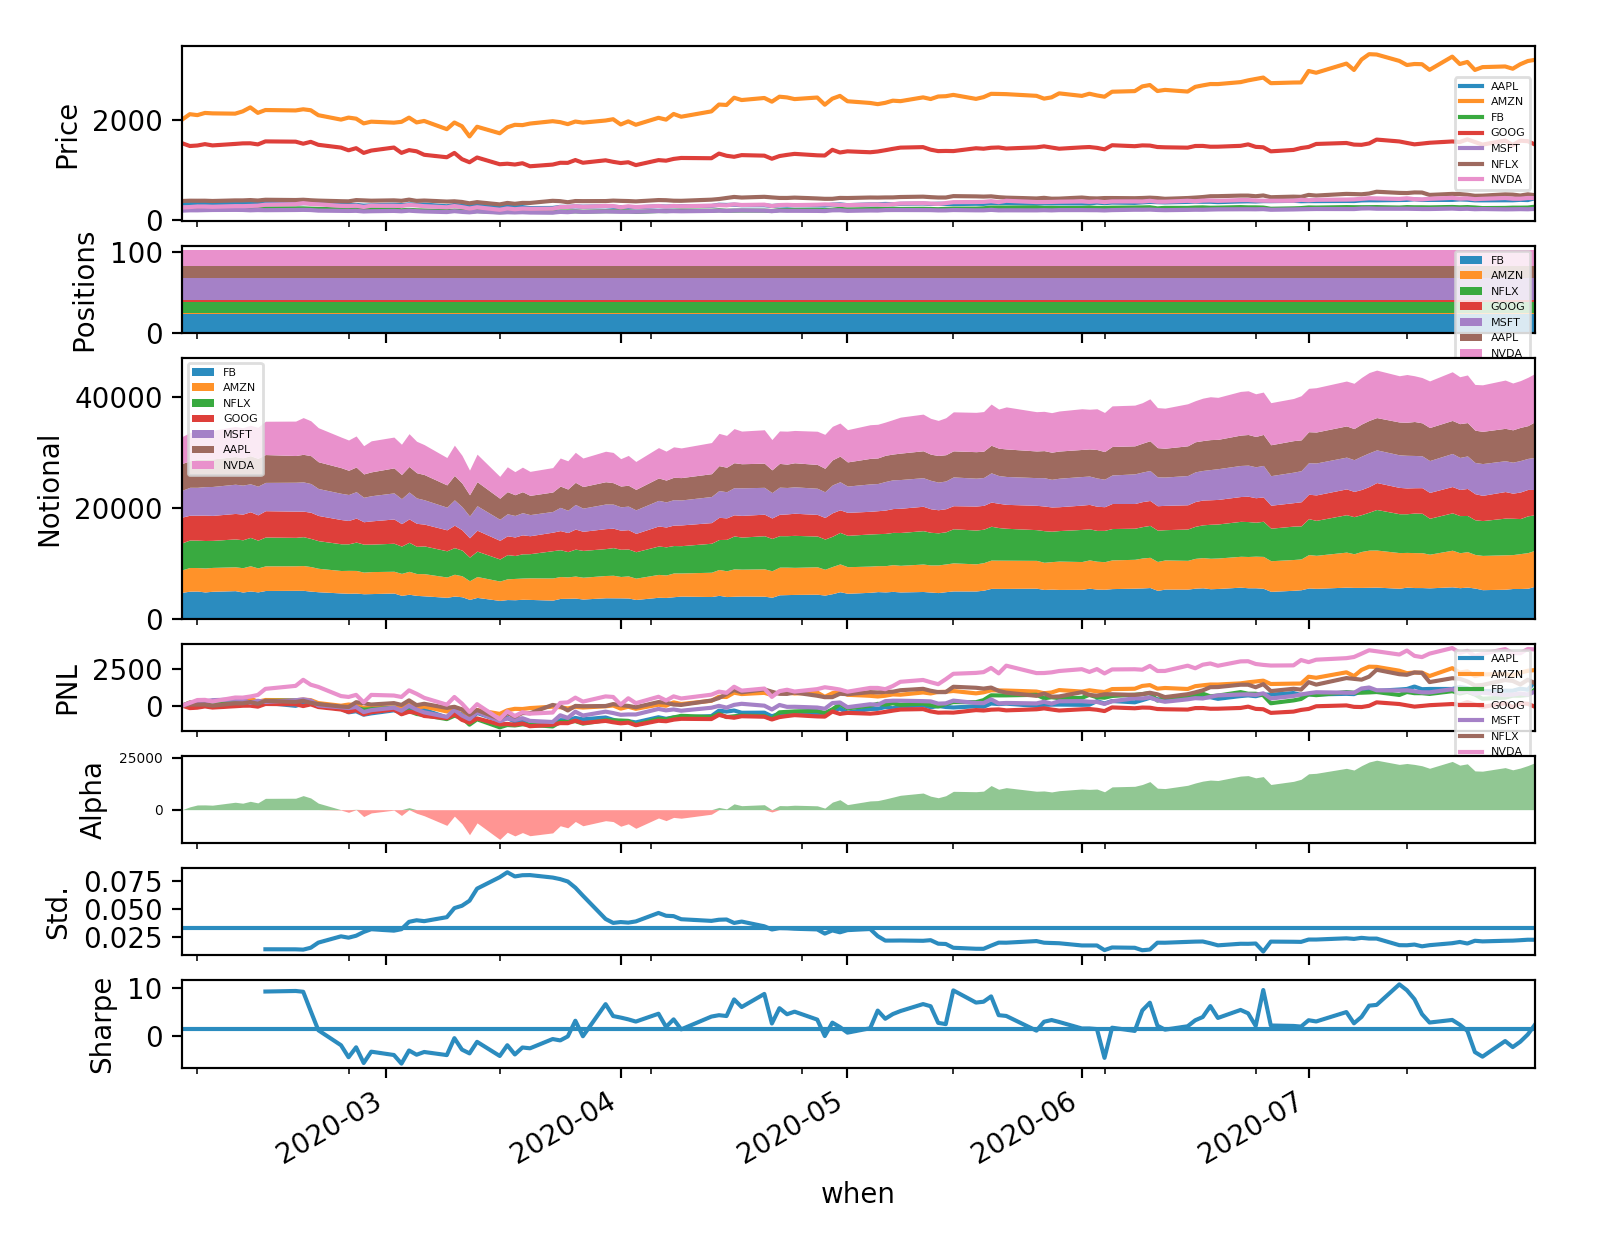 Price
2000
0
AAPL
AMZN
FB
GOOG
MSFT
NFLX
NVDA
Positions
100
0
FB
AMZN
NFLX
GOOG
MSFT
AAPL
NVDA
Notional
40000
20000
0
FB
AMZN
NFLX
GOOG
MSFT
AAPL
NVDA
PNL
2500
0
AAPL
AMZN
FB
GOOG
MSFT
NFLX
NVDA
Alpha
25000
0
Std.
0.075
0.050
0.025
Sharpe
10
0
2020-03
2020-04
2020-05
2020-06
2020-07
when